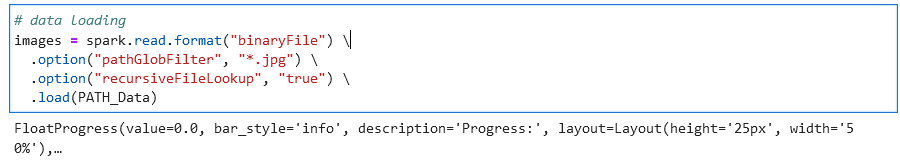 # data loading
images = spark.read.format("binaryFile") \
  .option("pathGlobFilter", "*.jpg") \
  .option("recursiveFileLookup", "true") \
  .load(PATH_Data)
FloatProgress(value=0.0, bar_style='info', description='Progress:', layout=Layout(height='25px', width='5
0%'),…